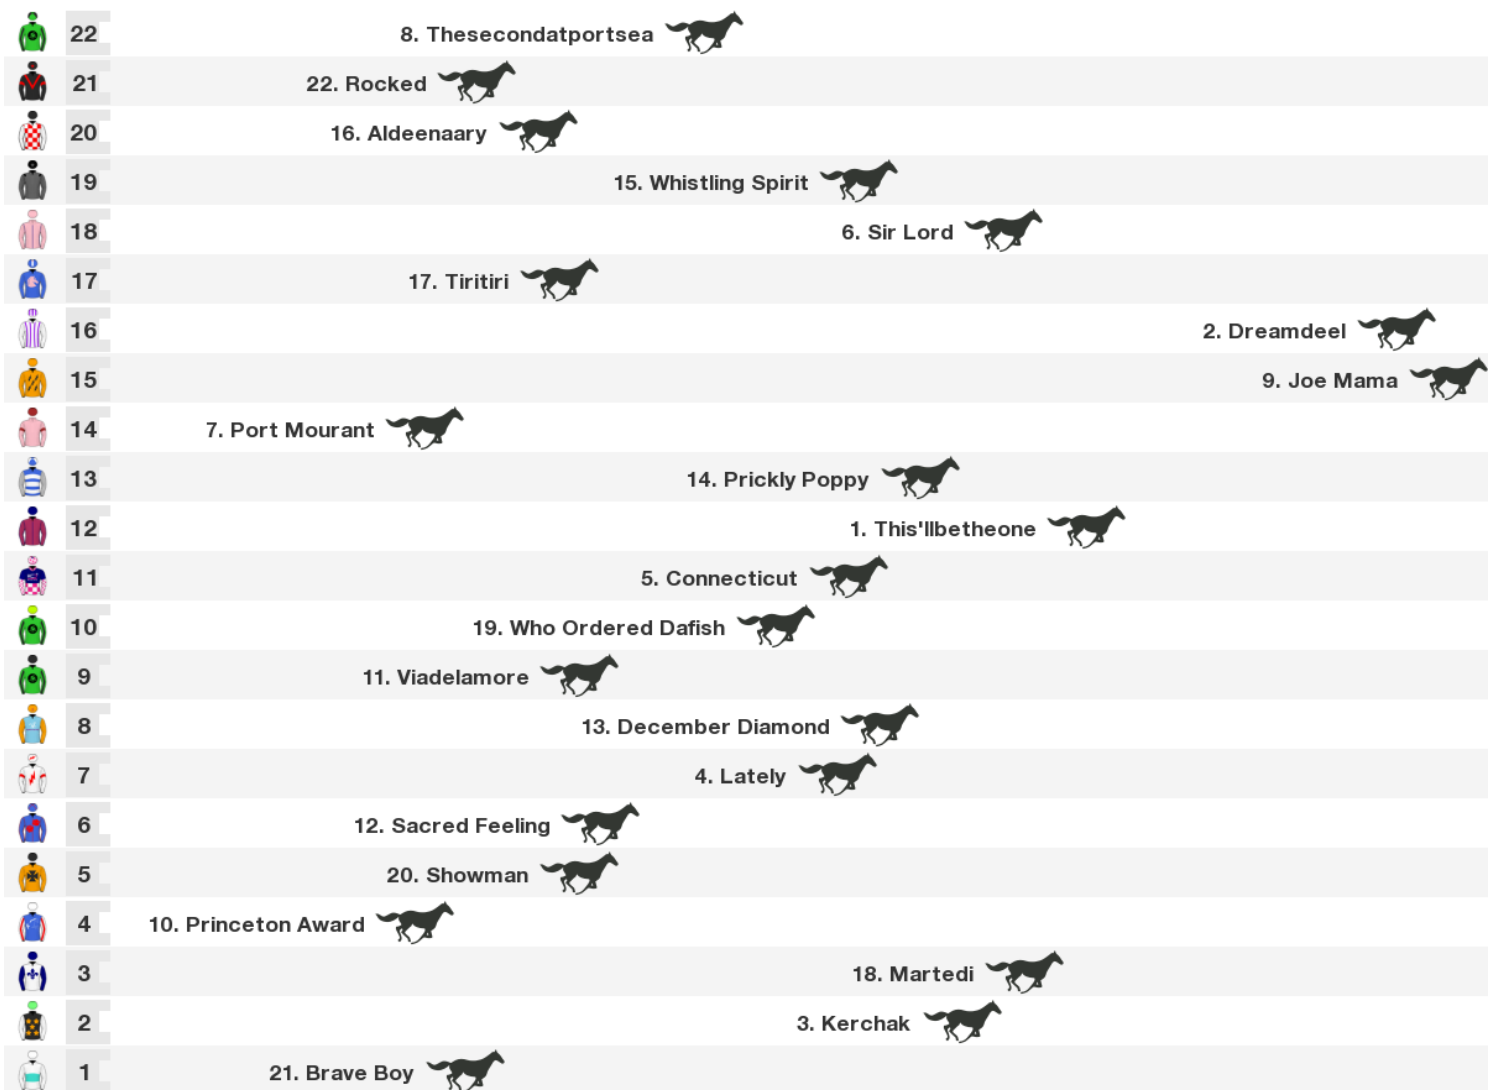 22 8. Thesecondatportsea
21 22. Rocked
20 16. Aldeenaary
19 15. Whistling Spirit
18 6. Sir Lord
17 17. Tiritiri
16 2. Dreamdeel
15 9. Joe Mama
14 7. Port Mourant
13 14. Prickly Poppy
12 1. This'llbetheone
11 5. Connecticut
10 19. Who Ordered Dafish
9 11. Viadelamore
8 13. December Diamond
7 4. Lately
6 12. Sacred Feeling
5 20. Showman
4 10. Princeton Award
3 18. Martedi
2 3. Kerchak
1 21. Brave Boy